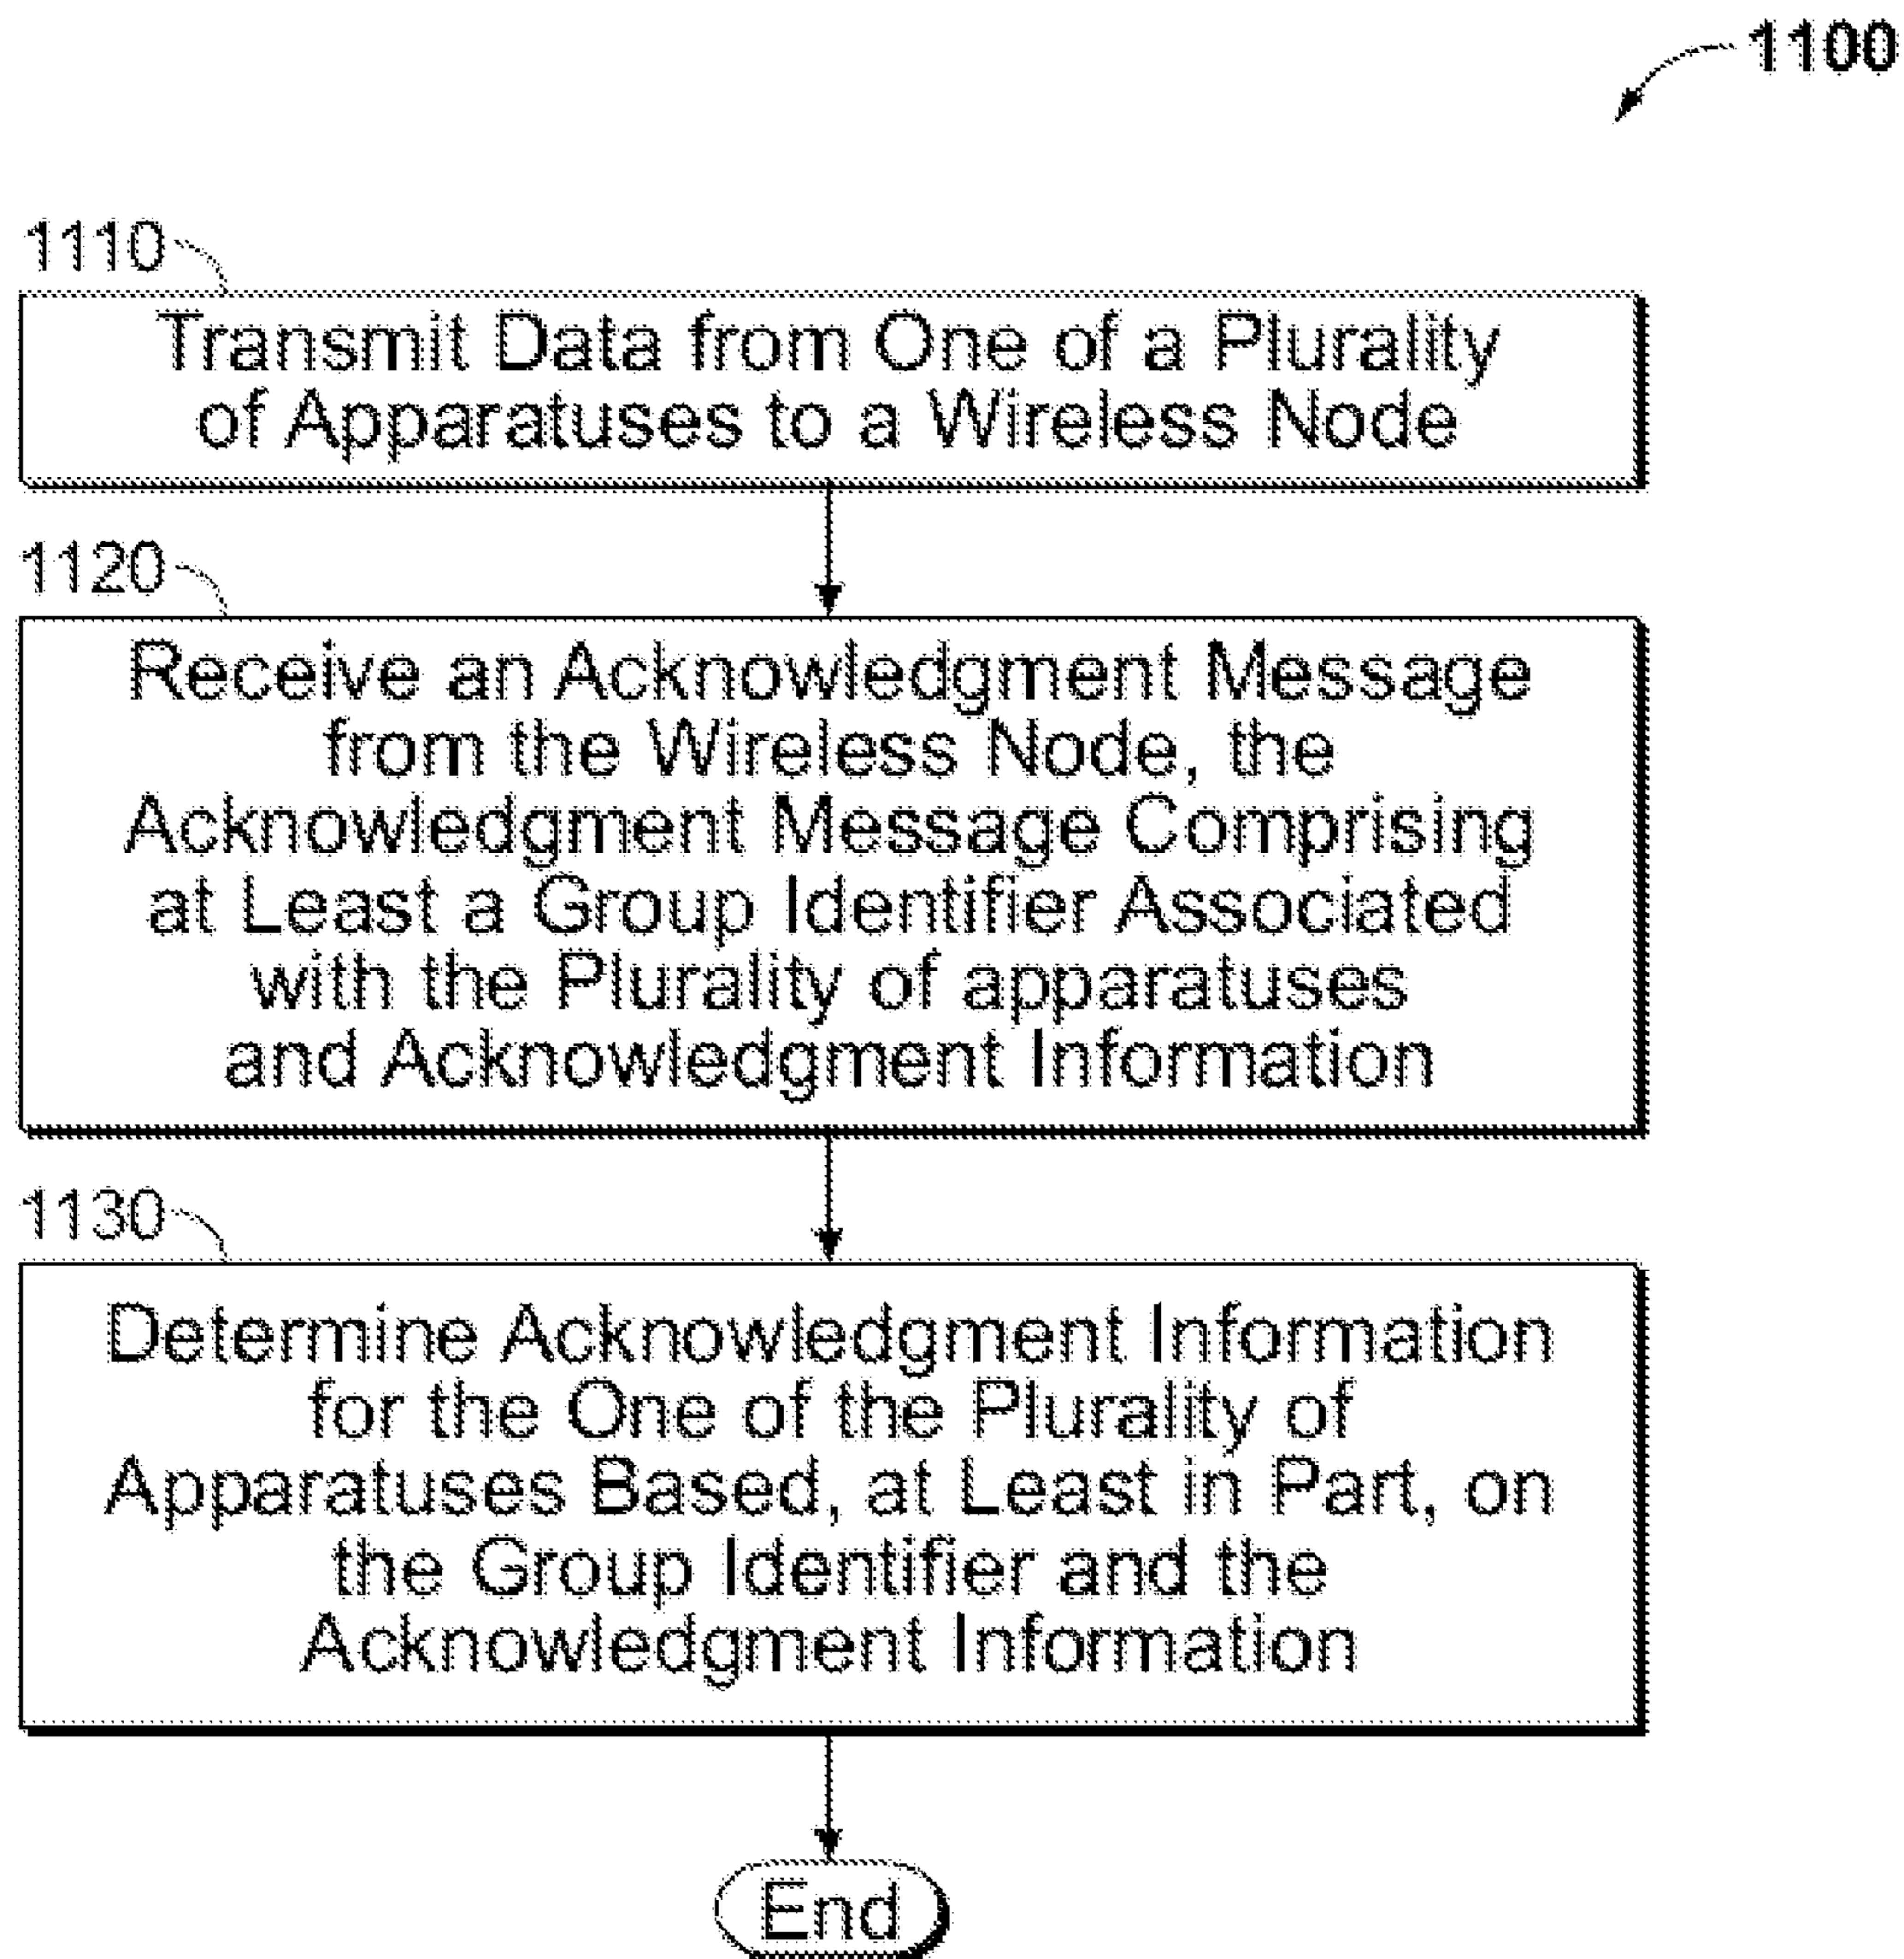 1100
1110
Transmit Data from One of a Plurality
of Apparatuses to a Wireless Node
1120
Receive an Acknowledgment Message
from the Wireless Node, the
Acknowledgment Message Comprising
at Least a Group Identifier Associated
with the Plurality of apparatuses
and Acknowledgment Information
1130
Determine Acknowledgment Information
for the One of the Plurality of
Apparatuses Based, at Least in Part, on
the Group Identifier and the
Acknowledgment Information
End